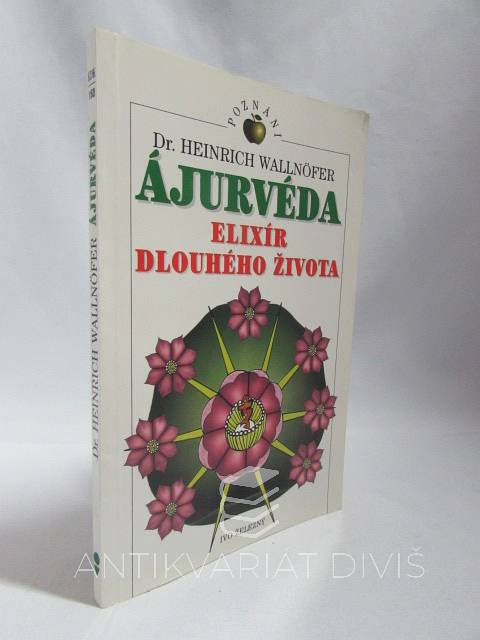 POZNÁNÍ
Dr. HEINRICH WALLNÖFER
ÁJURVÉDA
ELIXÍR
DLOUHÉHO ŽIVOTA
IVO ŽELEZNÝ
Dr. HEINRICH WALLNÖFER ÁJURVÉDA
ANTIKVARIÁT DIVIŠ